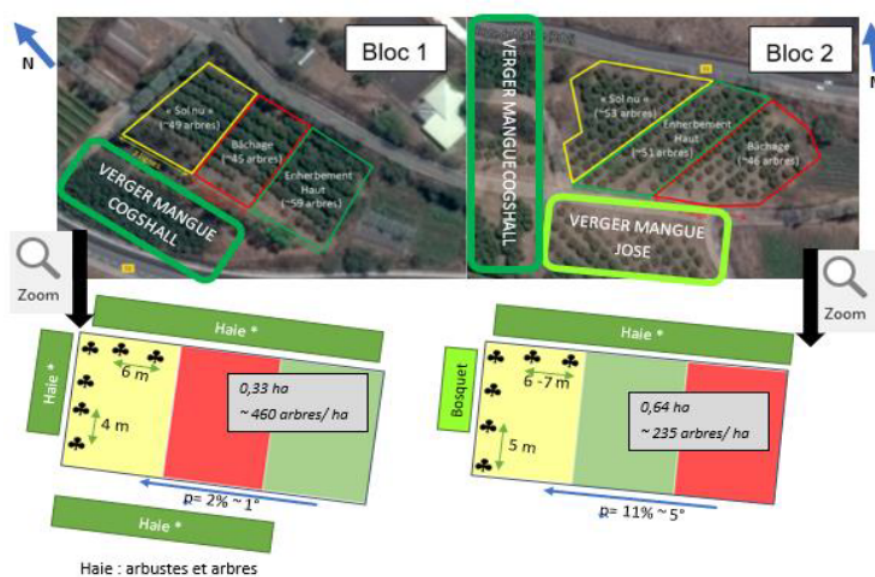 Bloc 1
Bloc 2
N
N
« Sol nu »
(~49 arbres)
Bâchage
(~45 arbres)
Enherbement
Haut
(~59 arbres)
VERGER MANGUE
COGSHALL
VERGER MANGUE COGSHALL
« Sol nu »
(~53 arbres)
Enherbement
Haut
(~51 arbres)
Bâchage
(~46 arbres)
VERGER MANGUE
JOSE
Zoom
Zoom
Haie *
Haie *
6 m
4 m
0,33 ha
~ 460 arbres/ ha
p= 2% ~ 1°
Haie *
Haie : arbustes et arbres
Haie *
Bosquet
6 -7 m
5 m
0,64 ha
~ 235 arbres/ ha
p= 11% ~ 5°